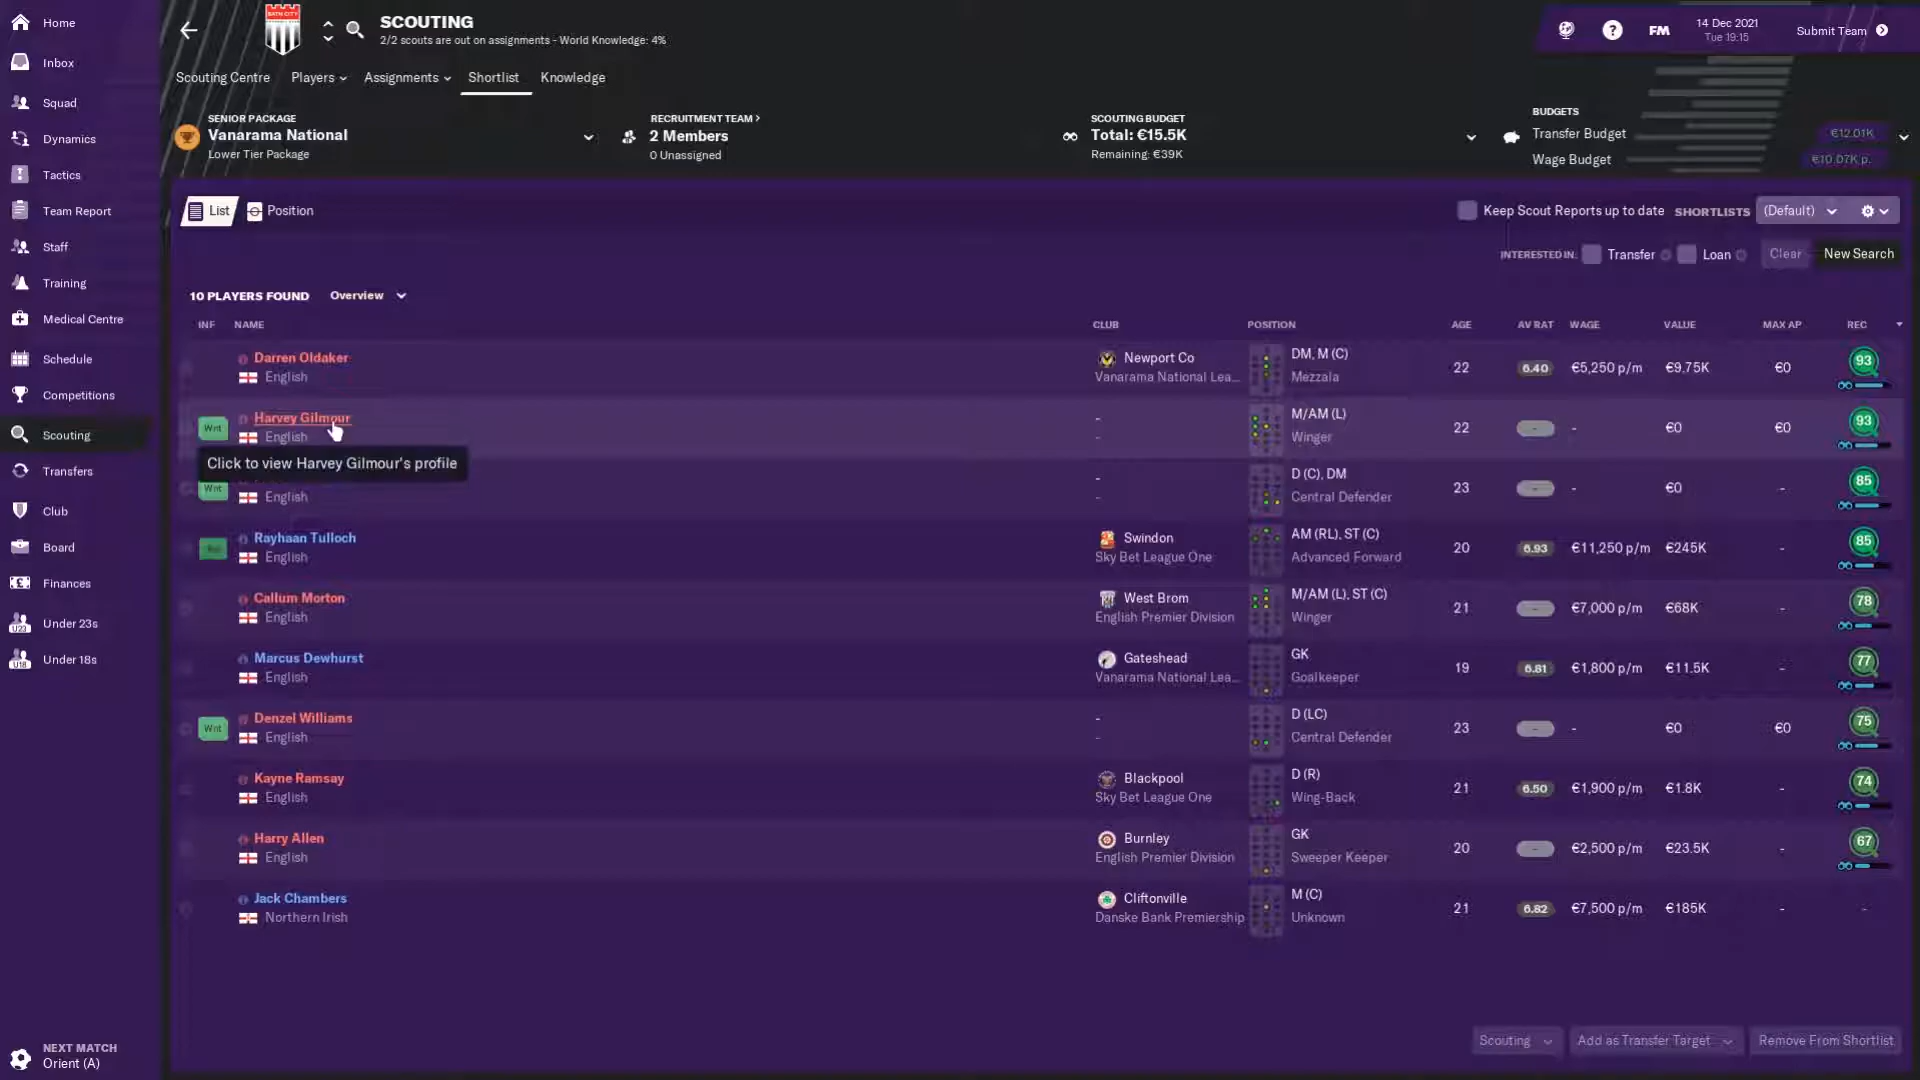 Home
Inbox
Squad
Dynamics
Tactics
Team Report
Staff
Training
Medical Centre
Schedule
Competitions
Scouting
Transfers
Club
Board
Finances
Under 23s
Under 18s
NEXT MATCH
Orient (A)
SCOUTING
2/2 scouts are out on assignments - World Knowledge: 4%
FM
14 Dec 2021
Tue 19:15
Submit Team
Scouting Centre Players Assignments Shortlist Knowledge
SENIOR PACKAGE
Vanarama National
Lower Tier Package
RECRUITMENT TEAM >
2 Members
0 Unassigned
SCOUTING BUDGET
Total: €15.5K
Remaining: €39K
BUDGETS
Transfer Budget €12.01K
Wage Budget €10.07K p.
List Position
Keep Scout Reports up to date SHORTLISTS (Default)
INTERESTED IN: Transfer Loan Clear New Search
10 PLAYERS FOUND Overview
INF NAME CLUB POSITION AGE AV RAT WAGE VALUE MAX AP REC
Darren Oldaker Newport Co DM, M (C) 22 6.40 €5,250 p/m €9.75K €0 93
English Vanarama National Lea... Mezzala
Wnt Harvey Gilmour - M/AM (L) 22 - - €0 €0 93
English - Winger
Click to view Harvey Gilmour's profile
Wnt - D (C), DM 23 - - €0 - 85
English - Central Defender
Rayhaan Tulloch Swindon AM (RL), ST (C) 20 6.93 €11,250 p/m €245K - 85
English Sky Bet League One Advanced Forward
Callum Morton West Brom M/AM (L), ST (C) 21 - €7,000 p/m €68K - 78
English English Premier Division Winger
Marcus Dewhurst Gateshead GK 19 6.81 €1,800 p/m €11.5K - 77
English Vanarama National Lea... Goalkeeper
Wnt Denzel Williams - D (LC) 23 - - €0 €0 75
English - Central Defender
Kayne Ramsay Blackpool D (R) 21 6.50 €1,900 p/m €1.8K - 74
English Sky Bet League One Wing-Back
Harry Allen Burnley GK 20 - €2,500 p/m €23.5K - 67
English English Premier Division Sweeper Keeper
Jack Chambers Cliftonville M (C) 21 6.82 €7,500 p/m €185K - -
Northern Irish Danske Bank Premiership Unknown
Scouting Add as Transfer Target Remove From Shortlist